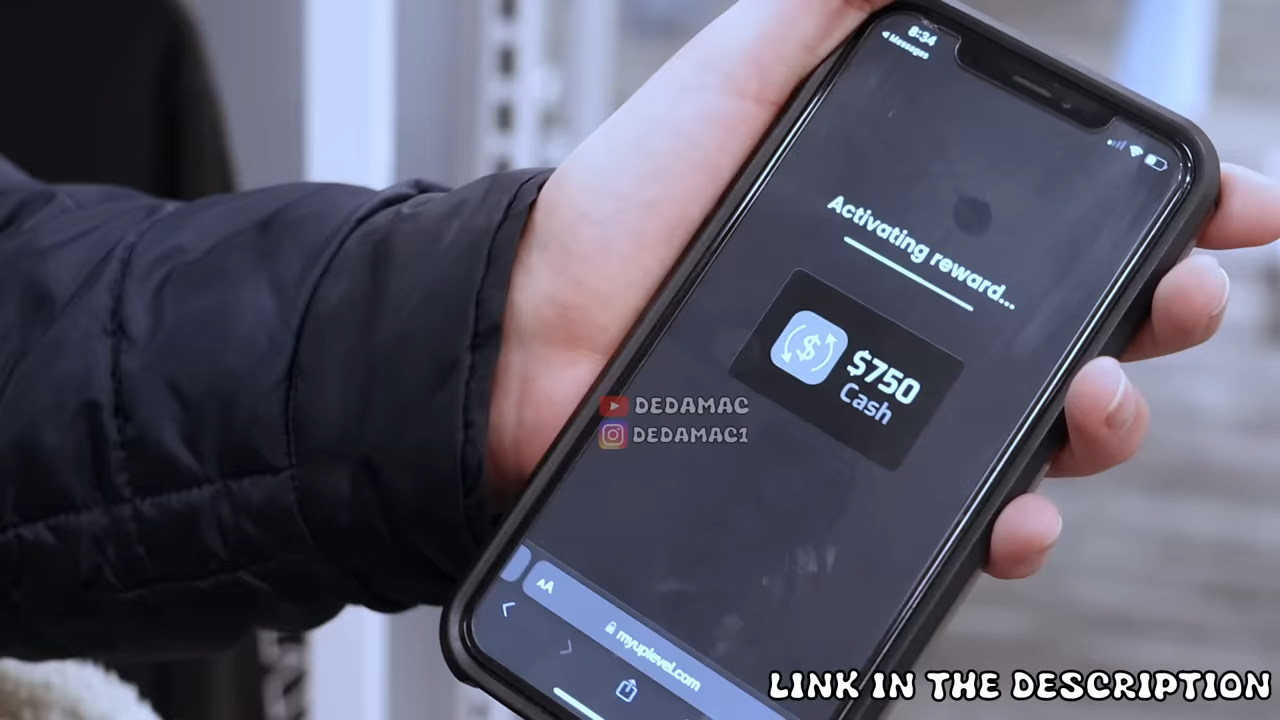 8:34
Messages
Activating reward...
$
$750
Cash
DEDAMAC
DEDAMAC1
AA
myuplevel.com
LINK IN THE DESCRIPTION